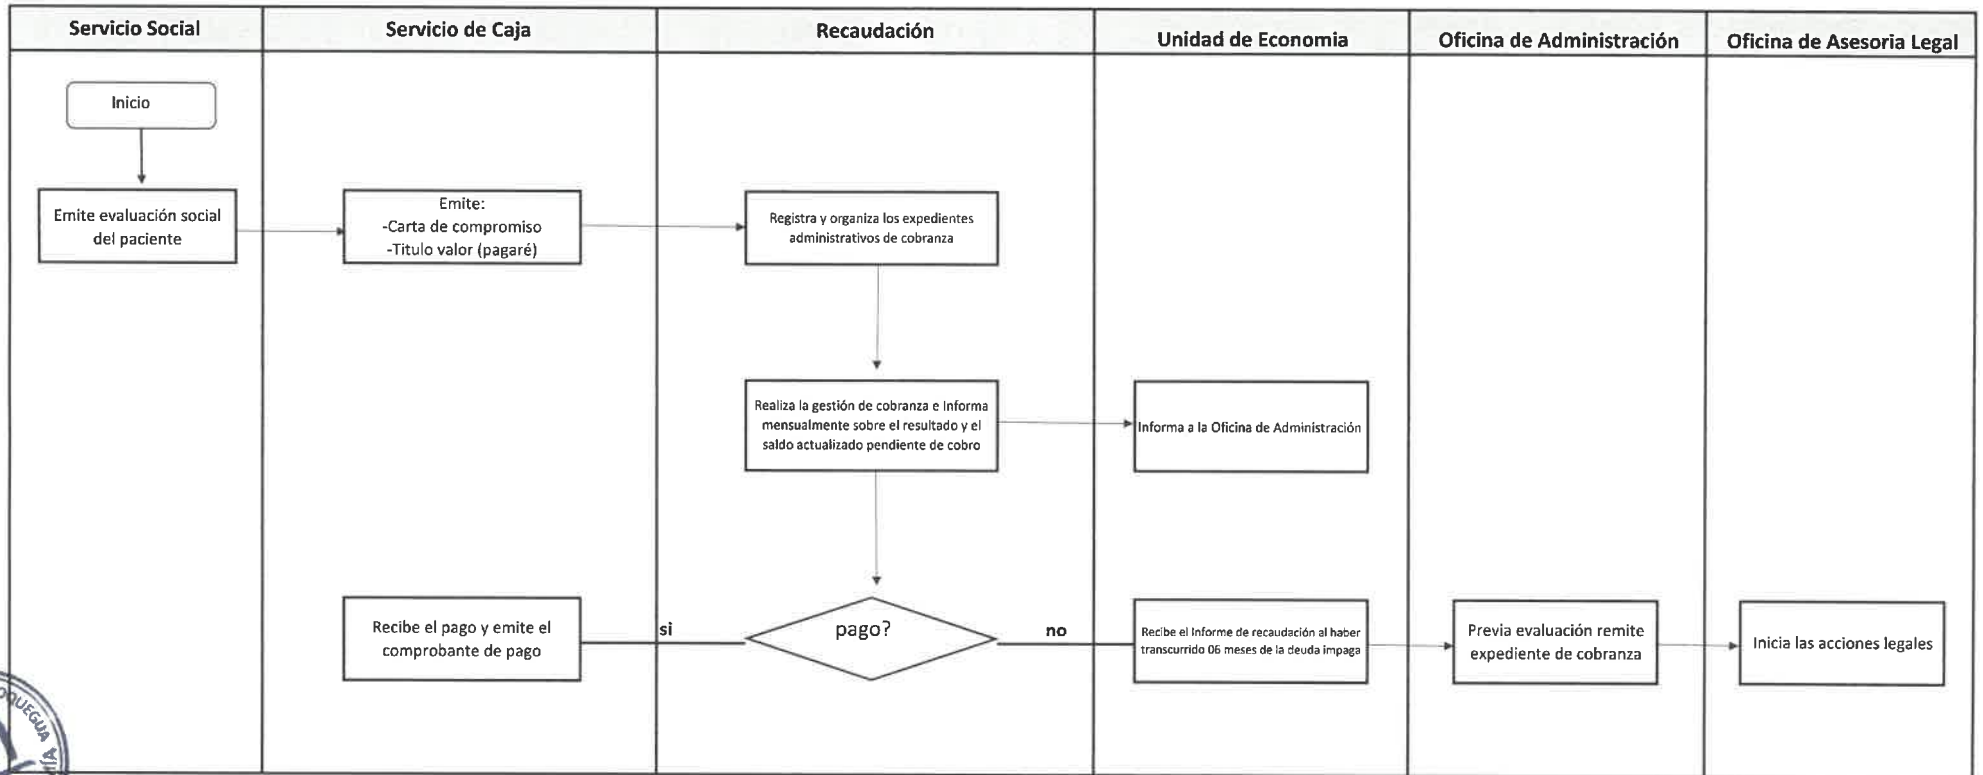 Servicio Social
Servicio de Caja
Recaudación
Unidad de Economia
Oficina de Administración
Oficina de Asesoria Legal
Inicio
Emite evaluación social
del paciente
Emite:
-Carta de compromiso
-Titulo valor (pagaré)
Registra y organiza los expedientes
administrativos de cobranza
Realiza la gestión de cobranza e Informa
mensualmente sobre el resultado y el
saldo actualizado pendiente de cobro
Informa a la Oficina de Administración
Recibe el pago y emite el
comprobante de pago
si
pago?
no
Recibe el Informe de recaudación al haber
transcurrido 06 meses de la deuda impaga
Previa evaluación remite
expediente de cobranza
Inicia las acciones legales